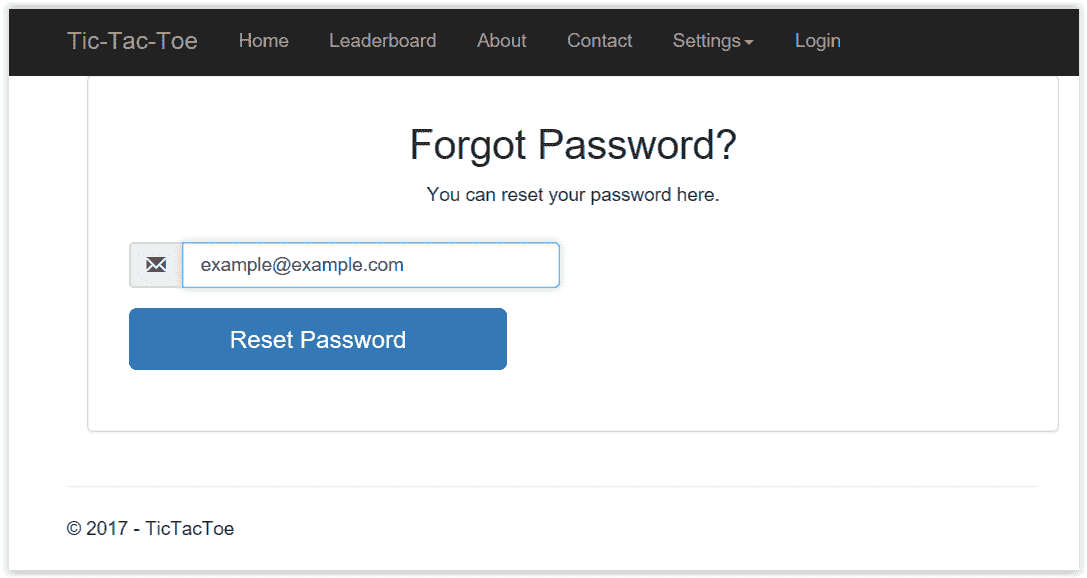 Tic-Tac-Toe Home Leaderboard About Contact Settings Login
Forgot Password?
You can reset your password here.
example@example.com
Reset Password
© 2017 - TicTacToe